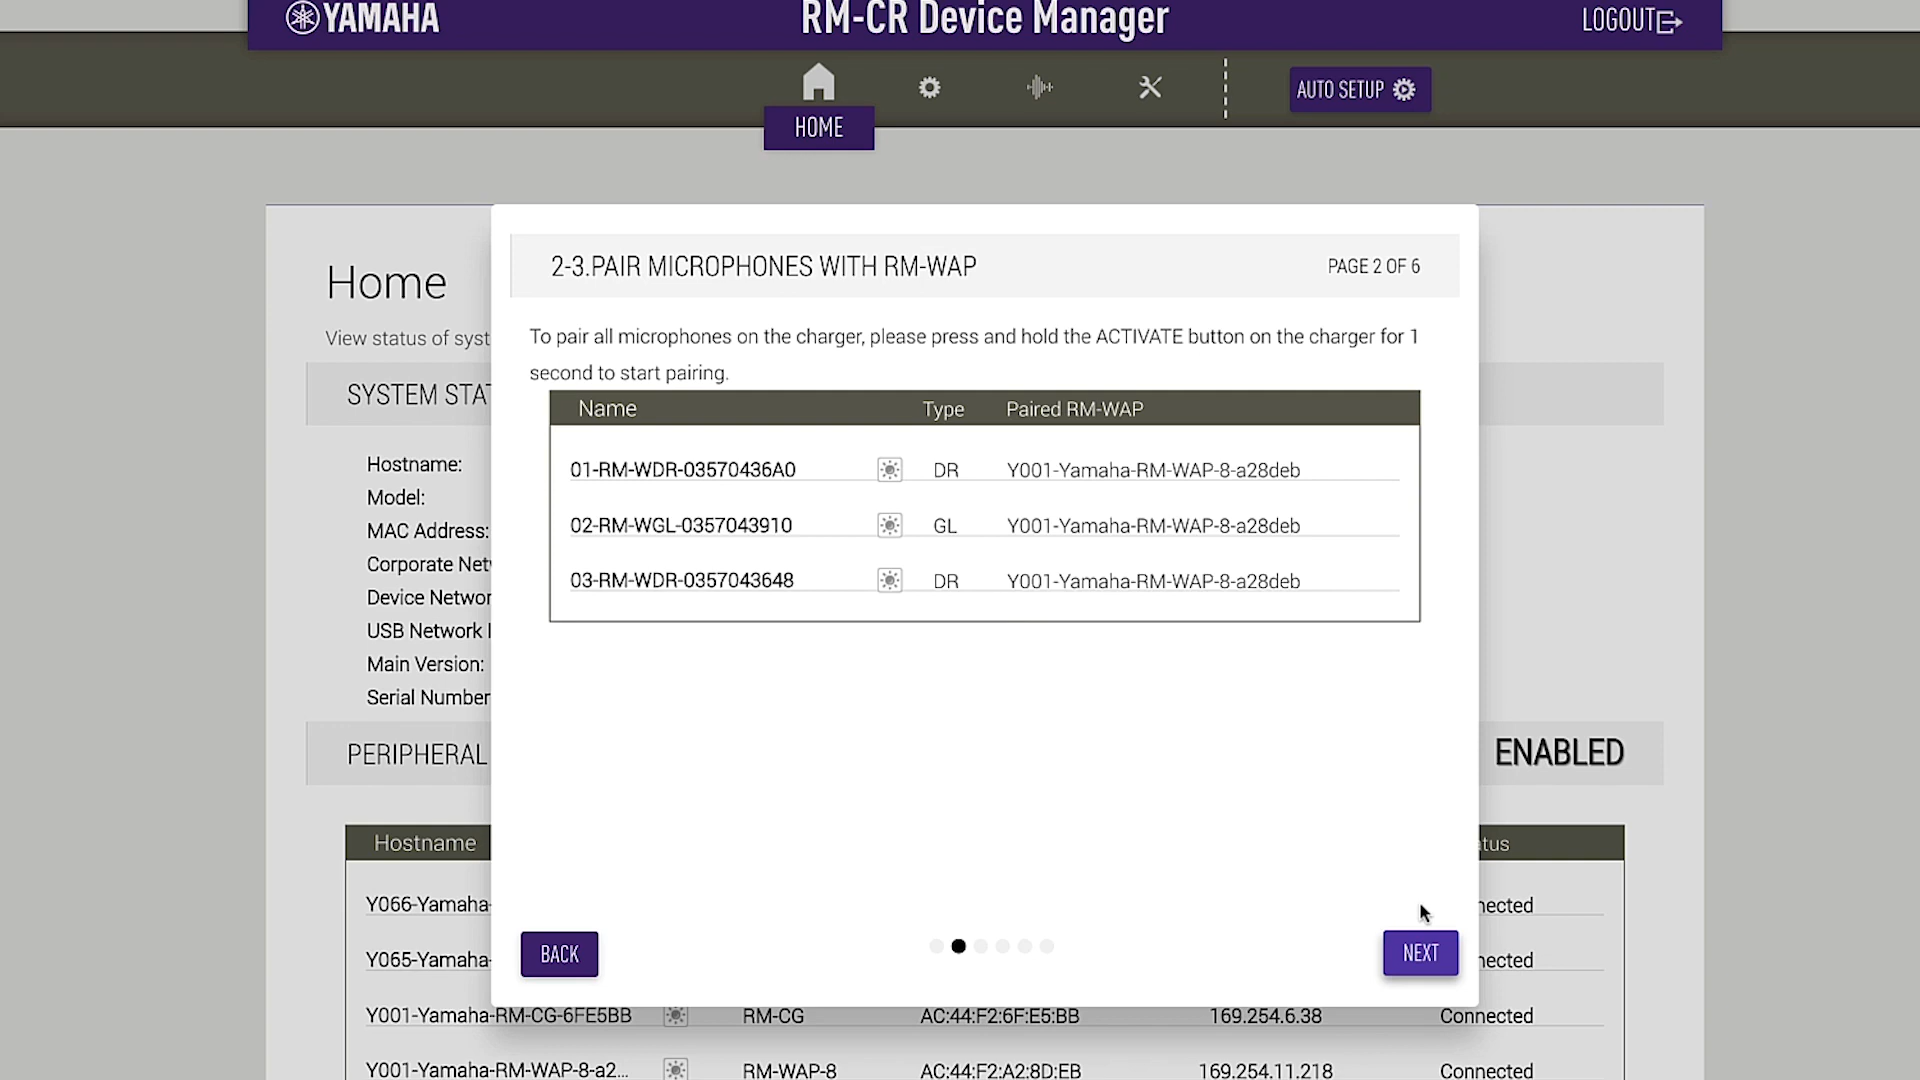 YAMAHA
RM-CR Device Manager
LOGOUT
AUTO SETUP
HOME
Home
View status of syst
SYSTEM STAT
Hostname:
Model:
MAC Address:
Corporate Net
Device Networ
USB Network I
Main Version:
Serial Number
PERIPHERAL
ENABLED
2-3.PAIR MICROPHONES WITH RM-WAP
PAGE 2 OF 6
To pair all microphones on the charger, please press and hold the ACTIVATE button on the charger for 1
second to start pairing.
Name Type Paired RM-WAP
01-RM-WDR-03570436A0 DR Y001-Yamaha-RM-WAP-8-a28deb
02-RM-WGL-0357043910 GL Y001-Yamaha-RM-WAP-8-a28deb
03-RM-WDR-0357043648 DR Y001-Yamaha-RM-WAP-8-a28deb
BACK
NEXT
Hostname tus
Y066-Yamaha- nected
Y065-Yamaha- nected
Y001-Yamaha-RM-CG-6FE5BB RM-CG AC:44:F2:6F:E5:BB 169.254.6.38 Connected
Y001-Yamaha-RM-WAP-8-a2... RM-WAP-8 AC:44:F2:A2:8D:EB 169.254.11.218 Connected